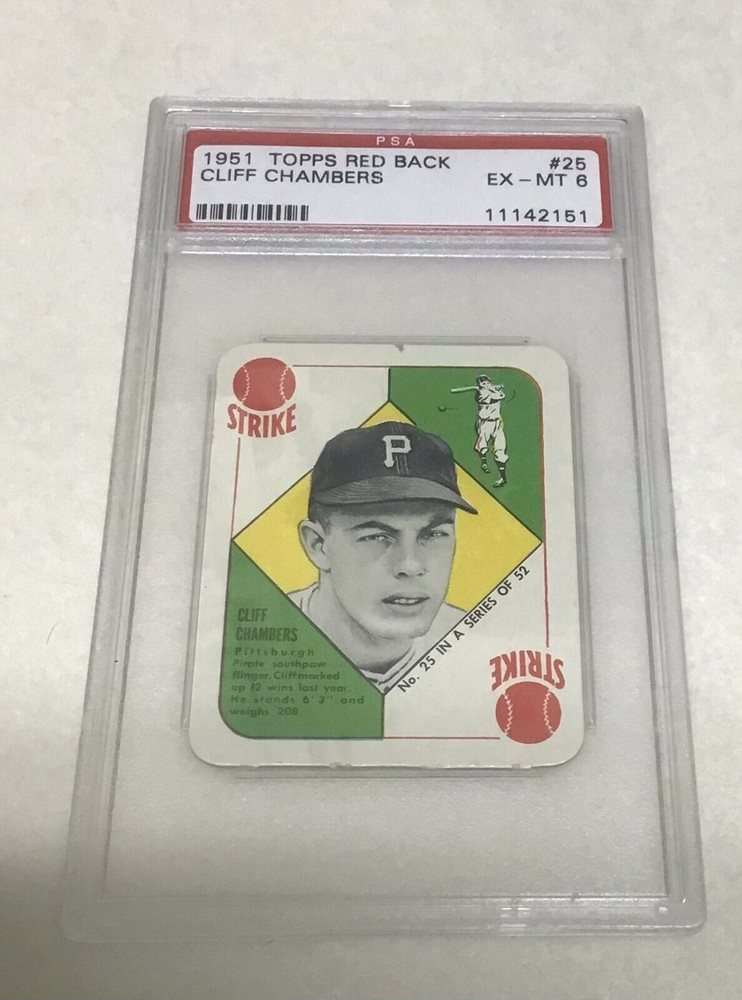 PSA
1951 TOPPS RED BACK #25
CLIFF CHAMBERS EX-MT 6
11142151
STRIKE
P
CLIFF
CHAMBERS
Pittsburgh
Pirate southpaw
flinger. Cliff marked
up 12 wins last year.
He stands 6' 3" and
weighs 208.
No. 25 IN A SERIES OF 52
STRIKE